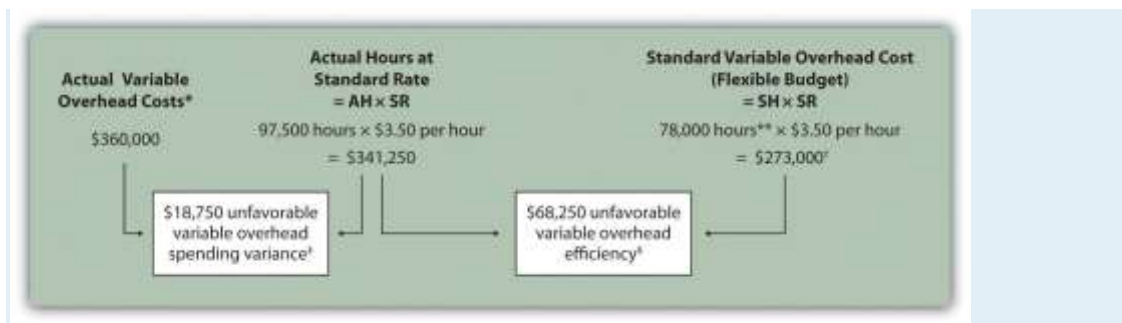 Actual Variable
Overhead Costs*
$360,000
Actual Hours at
Standard Rate
= AH × SR
97,500 hours × $3.50 per hour
= $341,250
Standard Variable Overhead Cost
(Flexible Budget)
= SH × SR
78,000 hours** × $3.50 per hour
= $273,000†
$18,750 unfavorable
variable overhead
spending variance‡
$68,250 unfavorable
variable overhead
efficiency§